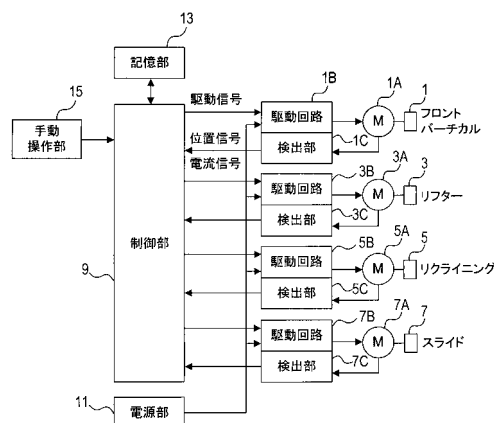 13
記憶部
15
手動
操作部
制御部
9
11
電源部
駆動信号
位置信号
電流信号
1B
駆動回路
検出部
1C
1A
M
1
フロント
バーチカル
3B
駆動回路
検出部
3C
3A
M
3
リフター
5B
駆動回路
検出部
5C
5A
M
5
リクライニング
7B
駆動回路
検出部
7C
7A
M
7
スライド